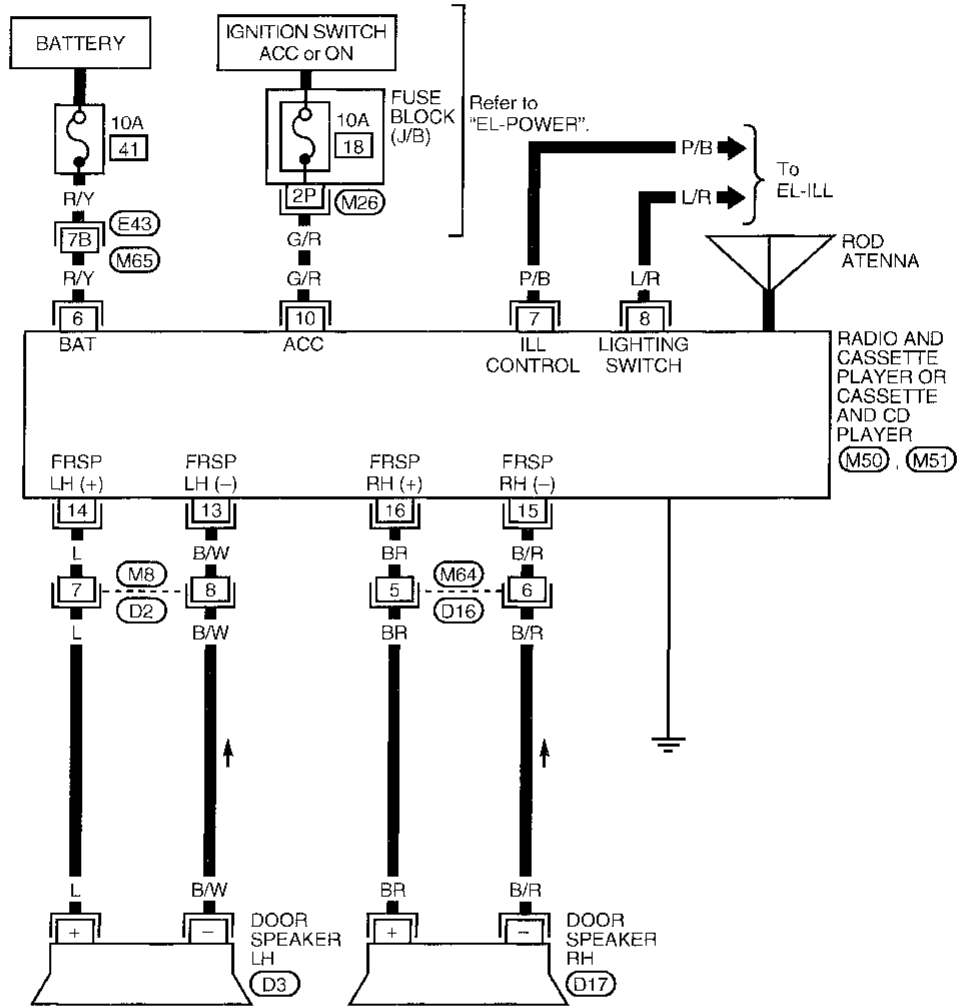 BATTERY
IGNITION SWITCH
ACC or ON
10A
41
10A
18
FUSE
BLOCK
(J/B)
Refer to
"EL-POWER".
P/B
L/R
To
EL-ILL
R/Y
2P
M26
E43
7B
M65
G/R
R/Y
G/R
P/B
L/R
ROD
ATENNA
6
10
7
8
BAT
ACC
ILL
CONTROL
LIGHTING
SWITCH
RADIO AND
CASSETTE
PLAYER OR
CASSETTE
AND CD
PLAYER
M50 , M51
FRSP
LH (+)
FRSP
LH (–)
FRSP
RH (+)
FRSP
RH (–)
14
13
16
15
L
B/W
BR
B/R
7
M8
D2
8
5
M64
D16
6
L
B/W
BR
B/R
L
B/W
BR
B/R
+
–
DOOR
SPEAKER
LH
D3
+
–
DOOR
SPEAKER
RH
D17